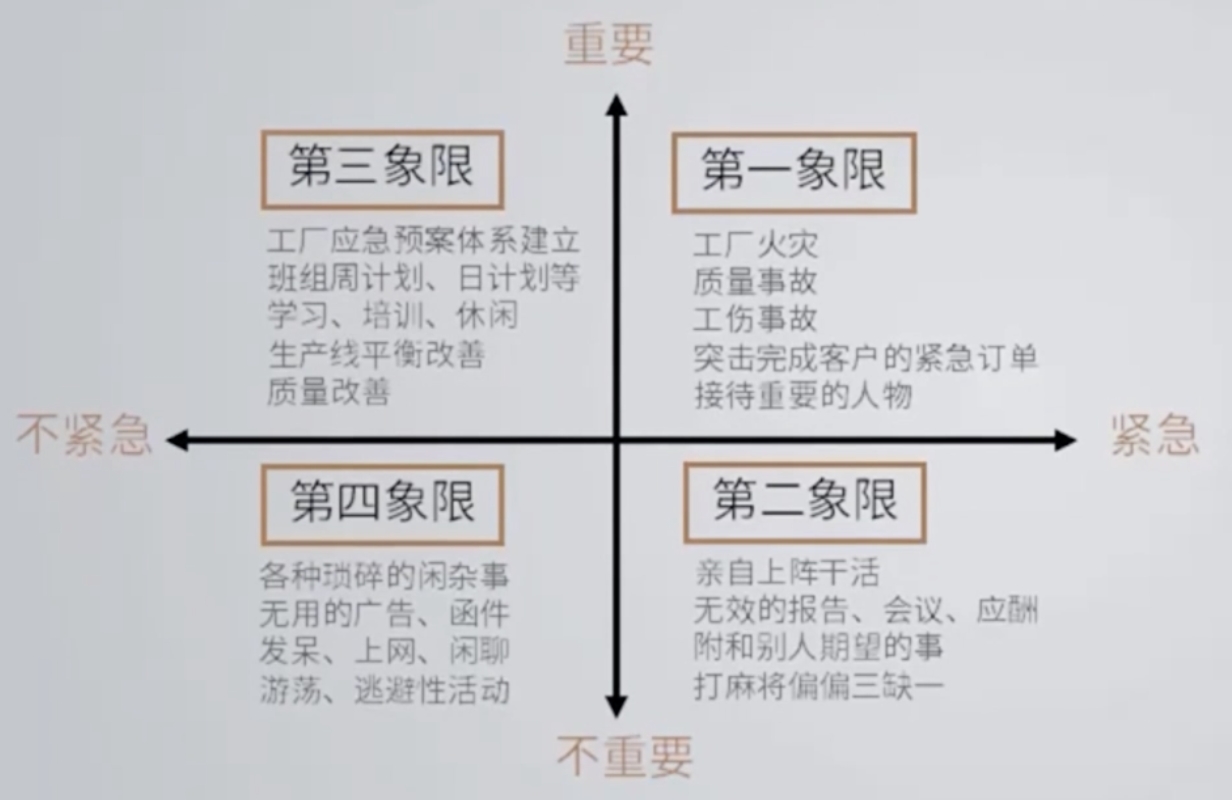 重要
第三象限
工厂应急预案体系建立
班组周计划、日计划等
学习、培训、休闲
生产线平衡改善
质量改善
第一象限
工厂火灾
质量事故
工伤事故
突击完成客户的紧急订单
接待重要的人物
不紧急
紧急
第四象限
各种琐碎的闲杂事
无用的广告、函件
发呆、上网、闲聊
游荡、逃避性活动
第二象限
亲自上阵干活
无效的报告、会议、应酬
附和别人期望的事
打麻将偏偏三缺一
不重要